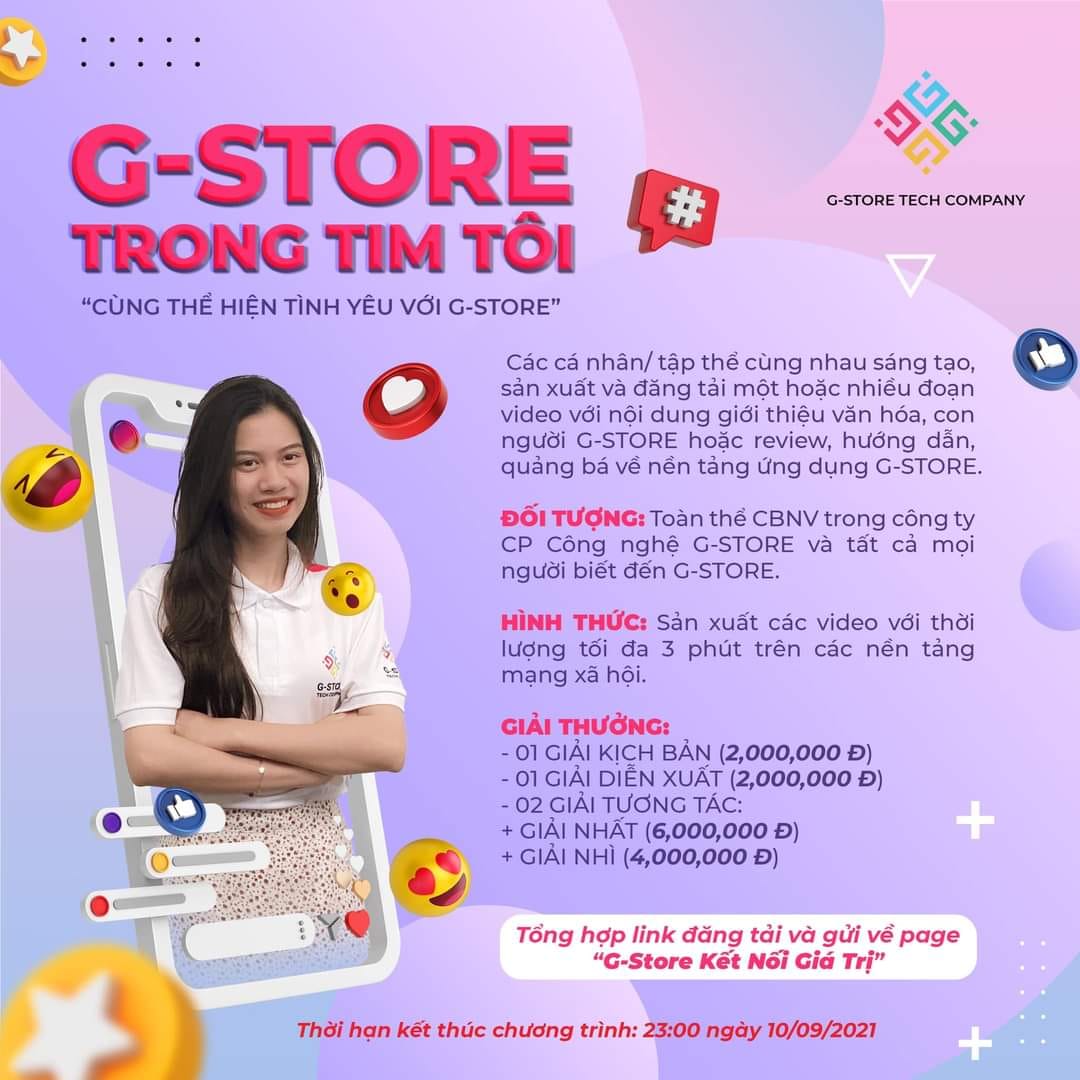 G-STORE
TRONG TIM TÔI
“CÙNG THỂ HIỆN TÌNH YÊU VỚI G-STORE”
#
G-STORE TECH COMPANY
Các cá nhân/ tập thể cùng nhau sáng tạo,
sản xuất và đăng tải một hoặc nhiều đoạn
video với nội dung giới thiệu văn hóa, con
người G-STORE hoặc review, hướng dẫn,
quảng bá về nền tảng ứng dụng G-STORE.
ĐỐI TƯỢNG: Toàn thể CBNV trong công ty
CP Công nghệ G-STORE và tất cả mọi
người biết đến G-STORE.
HÌNH THỨC: Sản xuất các video với thời
lượng tối đa 3 phút trên các nền tảng
mạng xã hội.
GIẢI THƯỞNG:
- 01 GIẢI KỊCH BẢN (2,000,000 Đ)
- 01 GIẢI DIỄN XUẤT (2,000,000 Đ)
- 02 GIẢI TƯƠNG TÁC:
+ GIẢI NHẤT (6,000,000 Đ)
+ GIẢI NHÌ (4,000,000 Đ)
G-STO
TECH COMPAN
Tổng hợp link đăng tải và gửi về page
“G-Store Kết Nối Giá Trị”
Thời hạn kết thúc chương trình: 23:00 ngày 10/09/2021